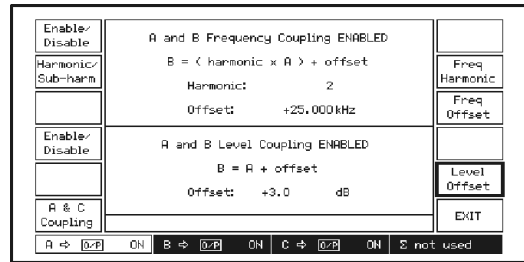 Enable/
Disable
Harmonic/
Sub-harm
Enable/
Disable
A & C
Coupling
A and B Frequency Coupling ENABLED
B = ( harmonic x A ) + offset
Harmonic: 2
Offset: +25.000 kHz
A and B Level Coupling ENABLED
B = A + offset
Offset: +3.0 dB
Freq
Harmonic
Freq
Offset
Level
Offset
EXIT
A ⇨ O/P ON B ⇨ O/P ON C ⇨ O/P ON Σ not used